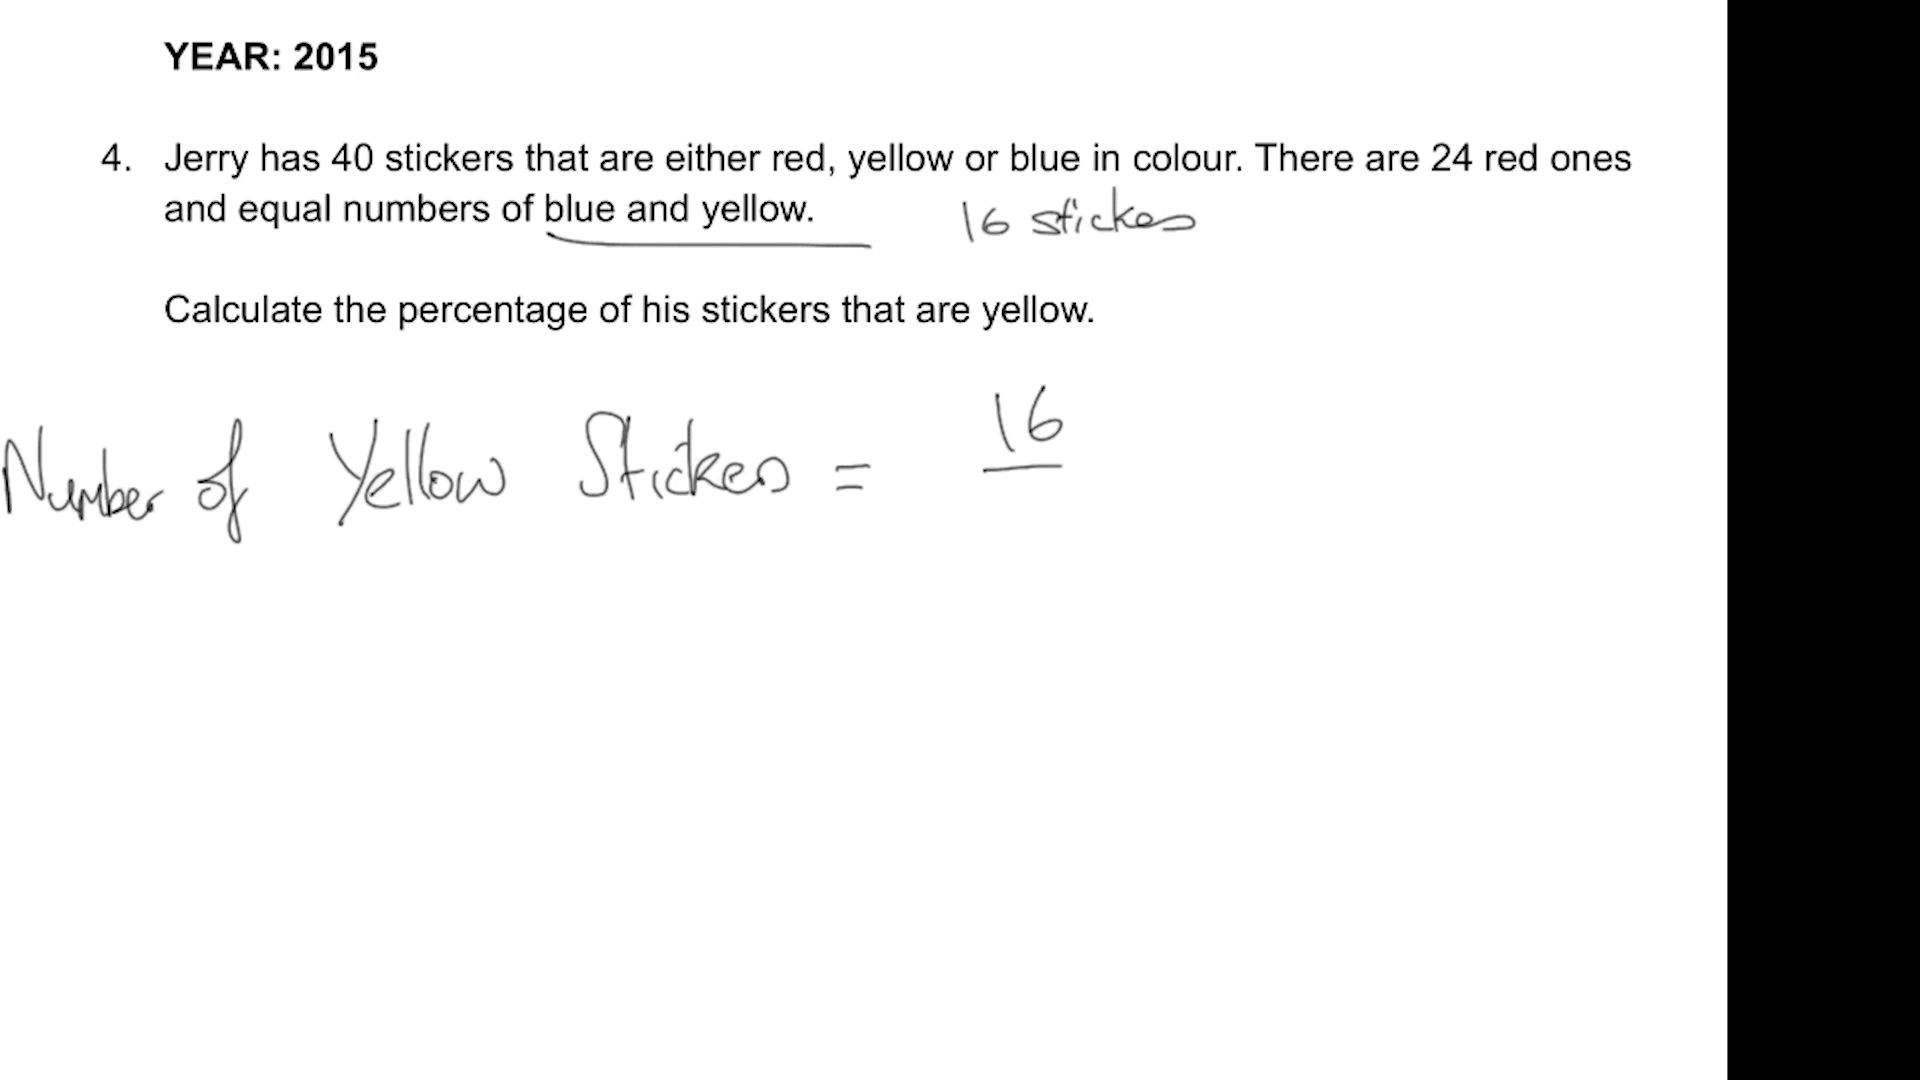 YEAR: 2015
4. Jerry has 40 stickers that are either red, yellow or blue in colour. There are 24 red ones
and equal numbers of blue and yellow. 16 stickes
Calculate the percentage of his stickers that are yellow.
Number of Yellow Stickes = 16